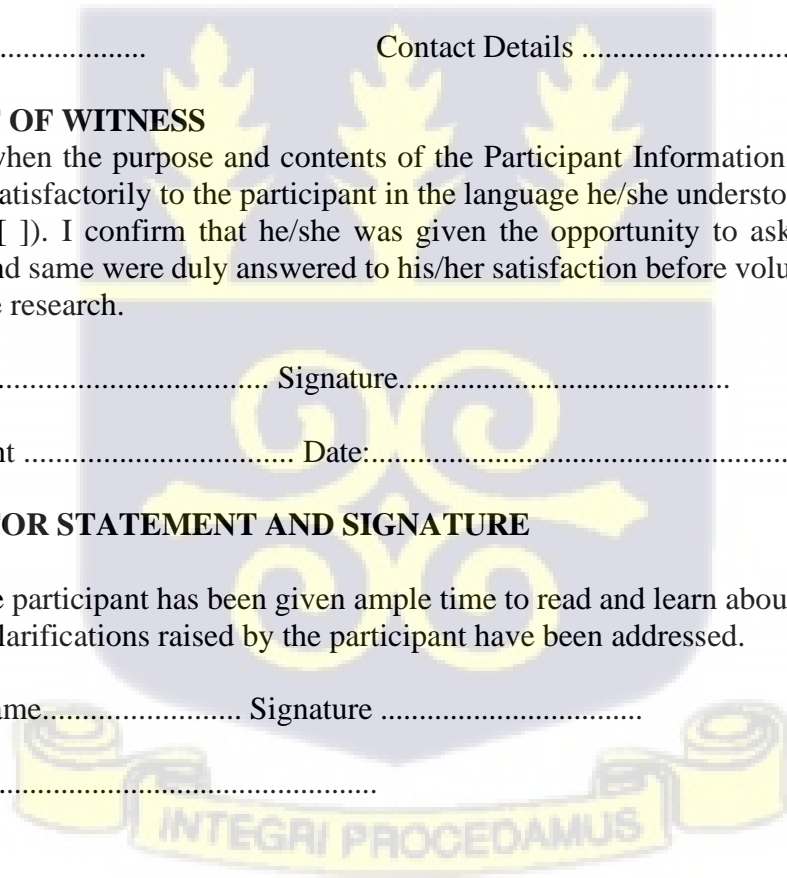 ................... Contact Details ...........................
OF WITNESS
when the purpose and contents of the Participant Information
atisfactorily to the participant in the language he/she understo
[ ]). I confirm that he/she was given the opportunity to ask
nd same were duly answered to his/her satisfaction before volu
e research.
................................... Signature...........................................
nt ................................... Date:......................................................
OR STATEMENT AND SIGNATURE
e participant has been given ample time to read and learn abou
larifications raised by the participant have been addressed.
ame.......................... Signature ..................................
.................................................
INTEGRI PROCEDAMUS